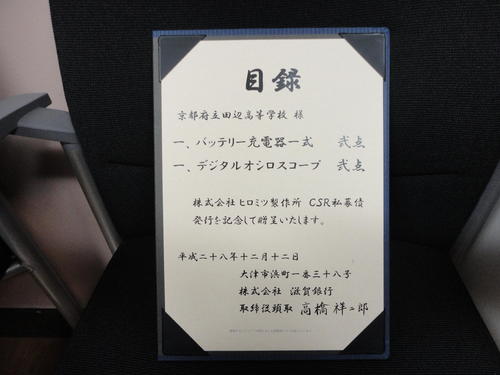 目録
京都府立田辺高等学校 様
一、バッテリー充電器一式 弐点
一、デジタルオシロスコープ 弐点
株式会社ヒロミツ製作所 CSR私募債
発行を記念して贈呈いたします。
平成二十八年十二月十二日
大津市浜町一番三十八号
株式会社 滋賀銀行
取締役頭取 高橋祥二郎